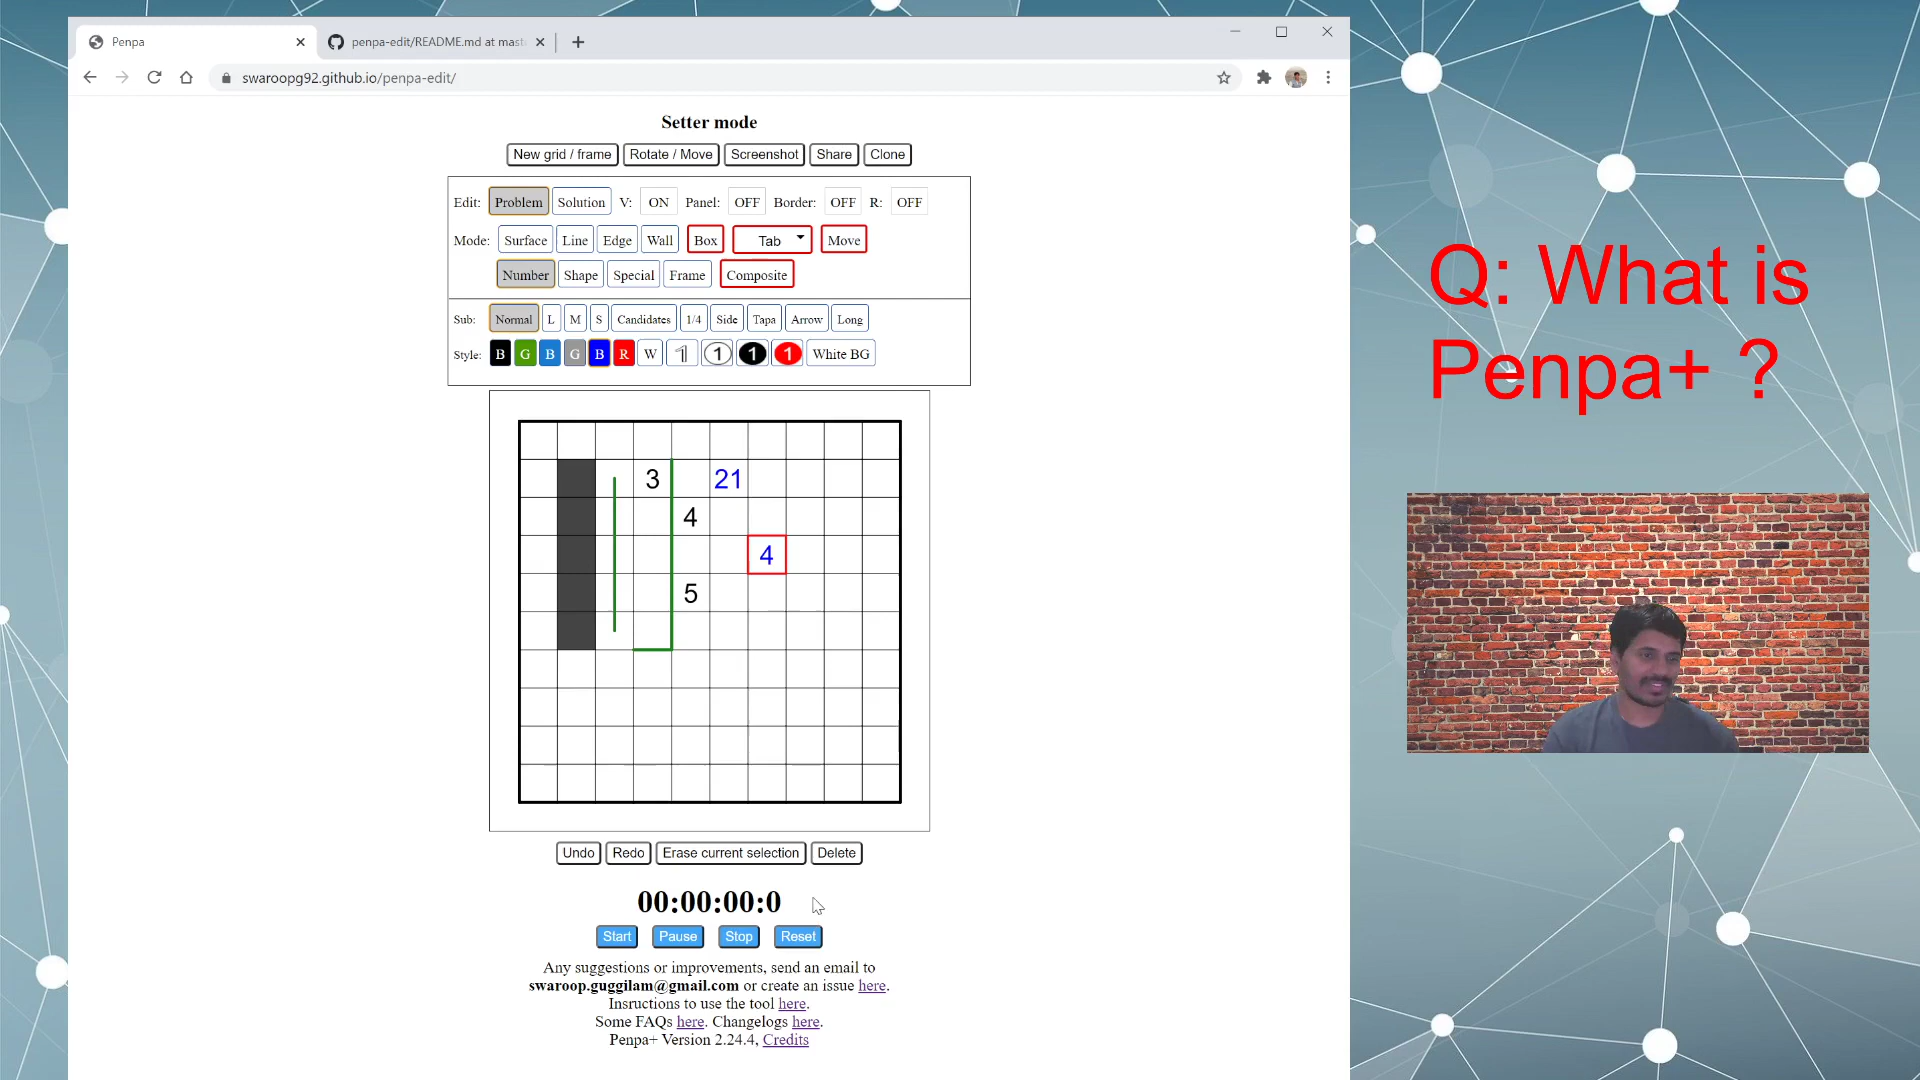 Penpa
penpa-edit/README.md at mast
swaroopg92.github.io/penpa-edit/
Setter mode
New grid / frame Rotate / Move Screenshot Share Clone
Edit: Problem Solution V: ON Panel: OFF Border: OFF R: OFF
Mode: Surface Line Edge Wall Box Tab Move
Number Shape Special Frame Composite
Sub: Normal L M S Candidates 1/4 Side Tapa Arrow Long
Style: B G B G B R W 1 1 1 1 White BG
3 21
4
4
5
Undo Redo Erase current selection Delete
00:00:00:0
Start Pause Stop Reset
Any suggestions or improvements, send an email to
swaroop.guggilam@gmail.com or create an issue here.
Insructions to use the tool here.
Some FAQs here. Changelogs here.
Penpa+ Version 2.24.4, Credits
Q: What is
Penpa+ ?